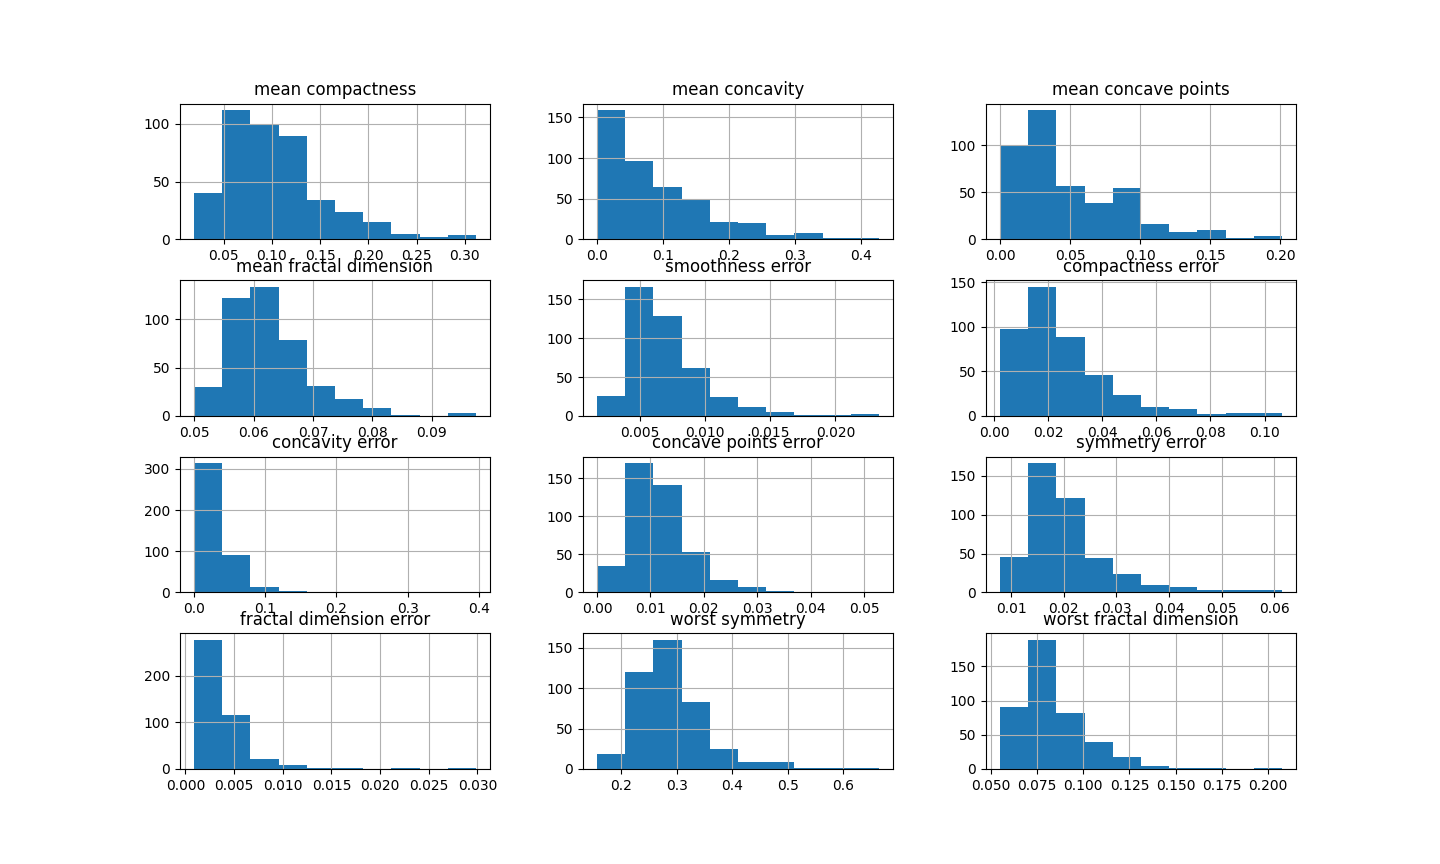 mean compactness
mean concavity
mean concave points
100
50
0
0.05 0.10 0.15 0.20 0.25 0.30
150
100
50
0
0.0 0.1 0.2 0.3 0.4
100
50
0
0.00 0.05 0.10 0.15 0.20
mean fractal dimension
smoothness error
compactness error
100
50
0
0.05 0.06 0.07 0.08 0.09
150
100
50
0
0.005 0.010 0.015 0.020
150
100
50
0
0.00 0.02 0.04 0.06 0.08 0.10
concavity error
concave points error
symmetry error
300
200
100
0
0.0 0.1 0.2 0.3 0.4
150
100
50
0
0.00 0.01 0.02 0.03 0.04 0.05
150
100
50
0
0.01 0.02 0.03 0.04 0.05 0.06
fractal dimension error
worst symmetry
worst fractal dimension
200
100
0
0.000 0.005 0.010 0.015 0.020 0.025 0.030
150
100
50
0
0.2 0.3 0.4 0.5 0.6
150
100
50
0
0.050 0.075 0.100 0.125 0.150 0.175 0.200